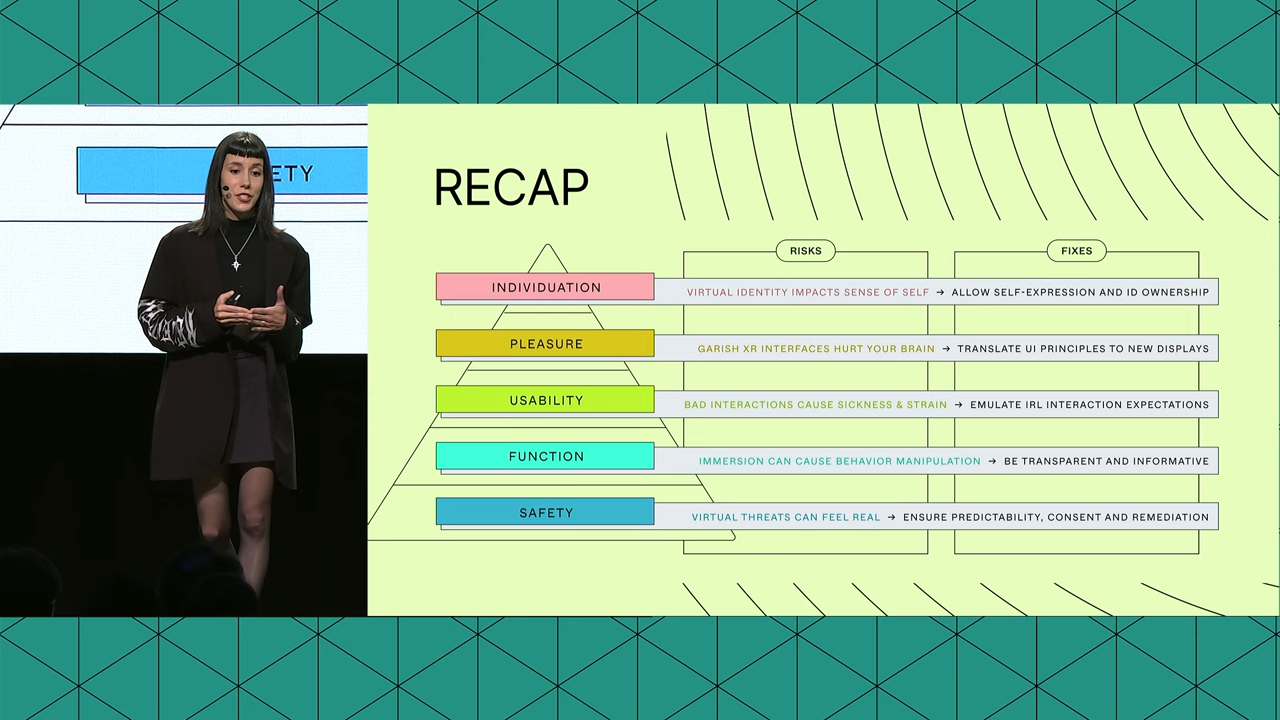 ETY
RECAP
RISKS
FIXES
INDIVIDUATION
VIRTUAL IDENTITY IMPACTS SENSE OF SELF → ALLOW SELF-EXPRESSION AND ID OWNERSHIP
PLEASURE
GARISH XR INTERFACES HURT YOUR BRAIN → TRANSLATE UI PRINCIPLES TO NEW DISPLAYS
USABILITY
BAD INTERACTIONS CAUSE SICKNESS & STRAIN → EMULATE IRL INTERACTION EXPECTATIONS
FUNCTION
IMMERSION CAN CAUSE BEHAVIOR MANIPULATION → BE TRANSPARENT AND INFORMATIVE
SAFETY
VIRTUAL THREATS CAN FEEL REAL → ENSURE PREDICTABILITY, CONSENT AND REMEDIATION